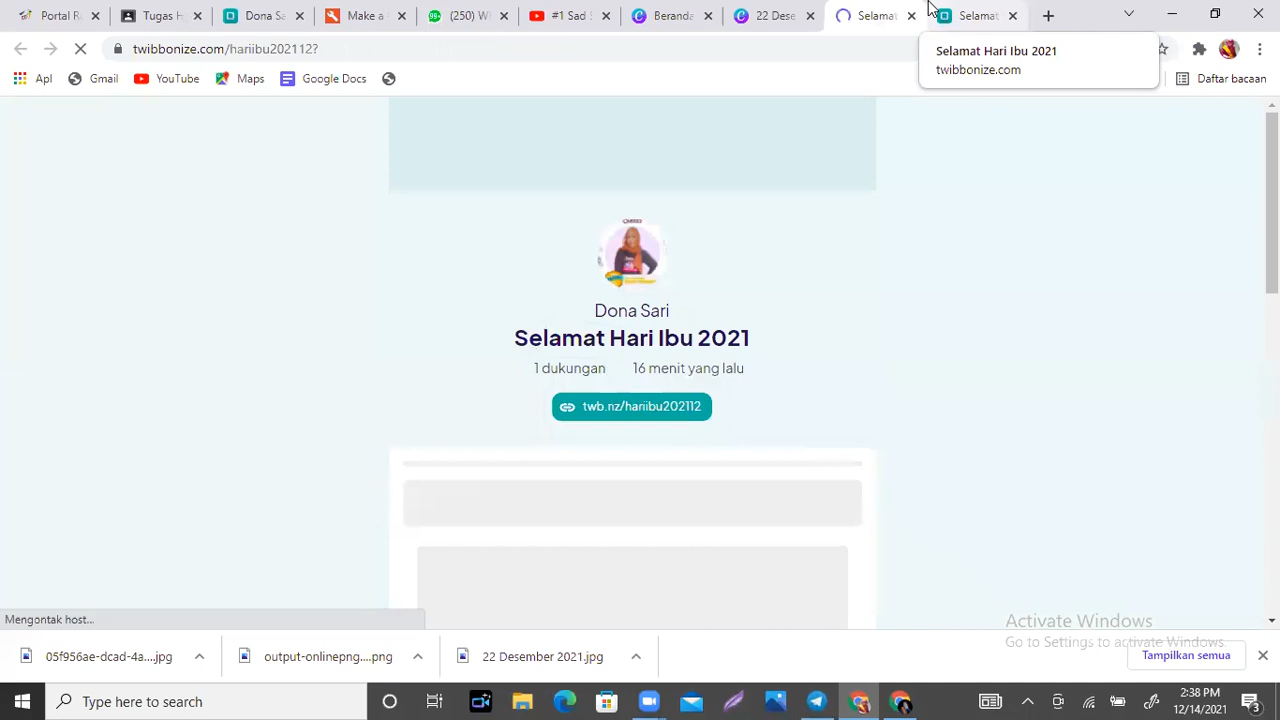 Portal R
Tugas H
Dona Sa
Make a
(250) W
#1 Sad S
Beranda
22 Dese
Selamat
Selamat
twibbonize.com/hariibu202112?
Selamat Hari Ibu 2021
twibbonize.com
Apl
Gmail
YouTube
Maps
Google Docs
Daftar bacaan
Dona Sari
Selamat Hari Ibu 2021
1 dukungan
16 menit yang lalu
twb.nz/hariibu202112
Mengontak host...
Activate Windows
Go to Settings to activate Windows.
05f956ae-dcad-4a....jpg
output-onlinepng....png
22 Desember 2021.jpg
Tampilkan semua
Type here to search
2:38 PM
12/14/2021
3